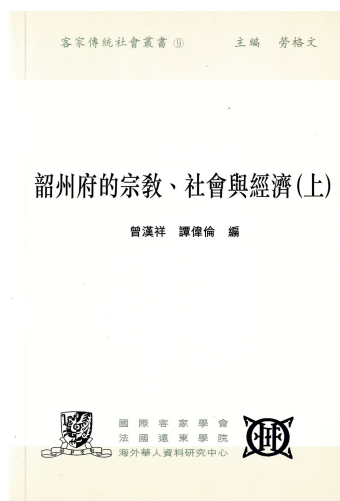 客家傳統社會叢書⑨ 主編 勞格文
韶州府的宗教、社會與經濟(上)
曾漢祥 譚偉倫 編
國際客家學會
法國遠東學院
海外華人資料研究中心